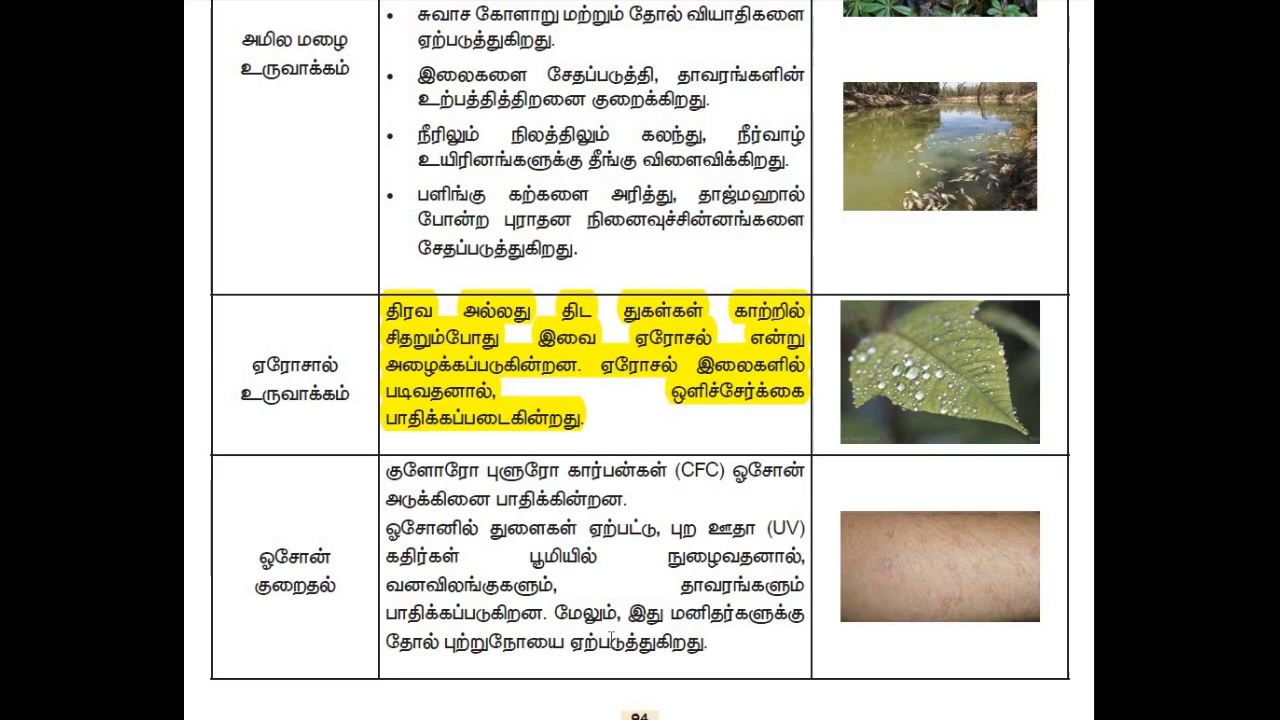 சுவாச கோளாறு மற்றும் தோல் வியாதிகளை
ஏற்படுத்துகிறது.
அமில மழை
உருவாக்கம்
இலைகளை சேதப்படுத்தி, தாவரங்களின்
உற்பத்தித்திறனை குறைக்கிறது.
நீரிலும் நிலத்திலும் கலந்து, நீர்வாழ்
உயிரினங்களுக்கு தீங்கு விளைவிக்கிறது.
பளிங்கு கற்களை அரித்து, தாஜ்மஹால்
போன்ற புராதன நினைவுச்சின்னங்களை
சேதப்படுத்துகிறது.
ஏரோசால்
உருவாக்கம்
திரவ அல்லது திட துகள்கள் காற்றில்
சிதறும்போது இவை ஏரோசல் என்று
அழைக்கப்படுகின்றன. ஏரோசல் இலைகளில்
படிவதனால், ஒளிச்சேர்க்கை
பாதிக்கப்படைகின்றது.
ஓசோன்
குறைதல்
குளோரோ புளுரோ கார்பன்கள் (CFC) ஓசோன்
அடுக்கினை பாதிக்கின்றன.
ஓசோனில் துளைகள் ஏற்பட்டு, புற ஊதா (UV)
கதிர்கள் பூமியில் நுழைவதனால்,
வனவிலங்குகளும், தாவரங்களும்
பாதிக்கப்படுகிறன. மேலும், இது மனிதர்களுக்கு
தோல் புற்றுநோயை ஏற்படுத்துகிறது.